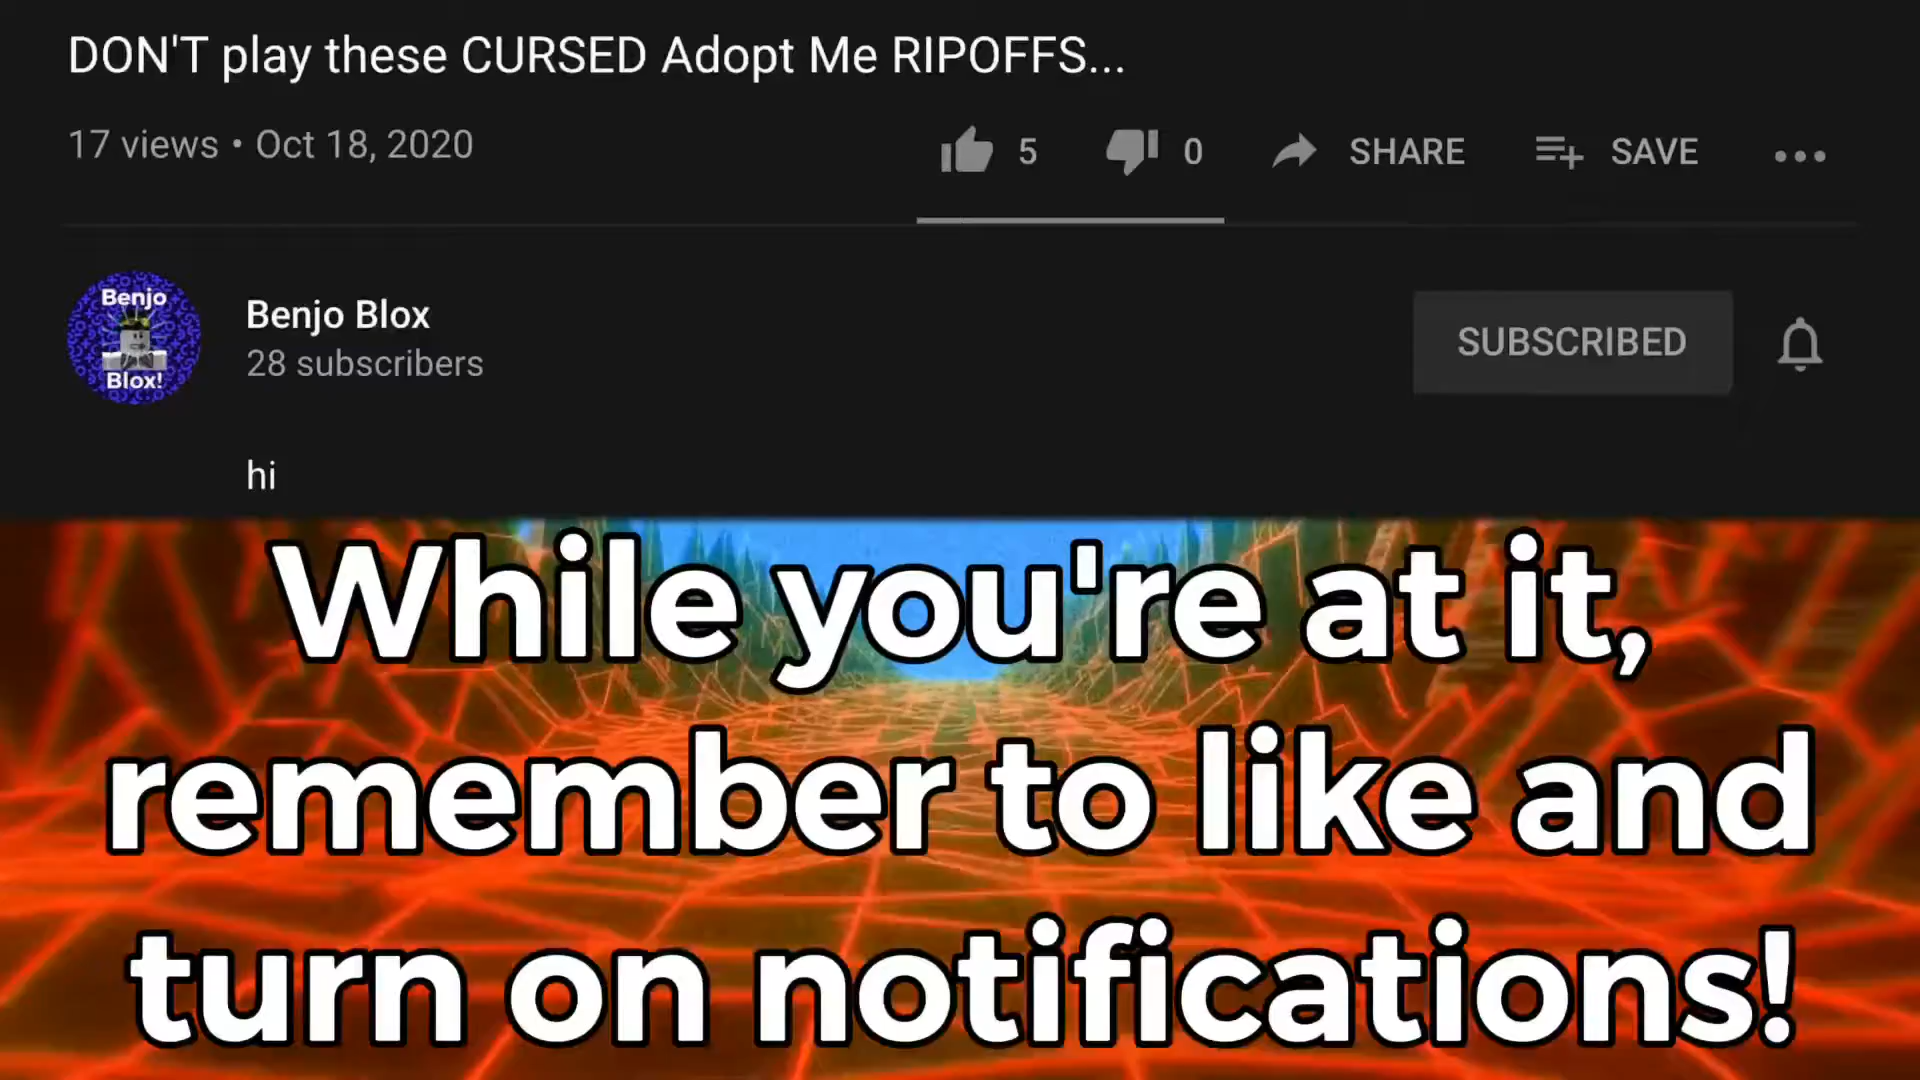 DON'T play these CURSED Adopt Me RIPOFFS...
17 views • Oct 18, 2020
5
0
SHARE
SAVE
Benjo
Blox!
Benjo Blox
28 subscribers
SUBSCRIBED
hi
While you're at it,
remember to like and
turn on notifications!